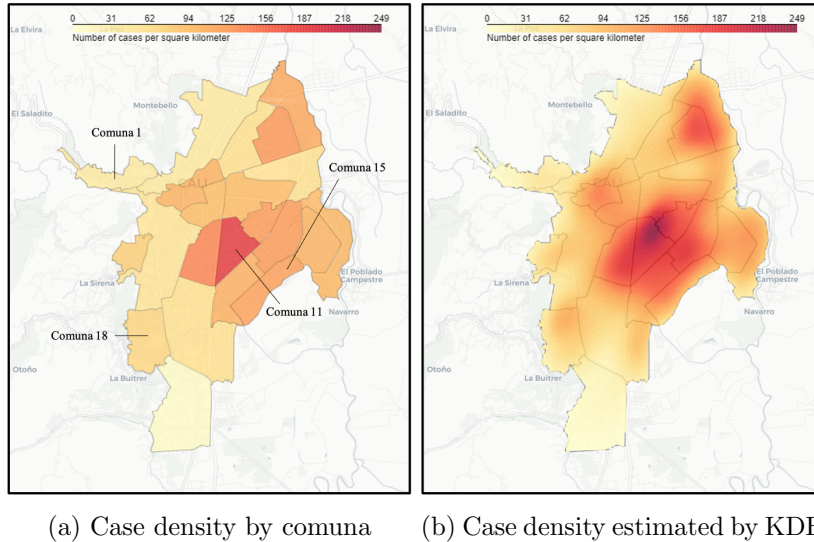 0 32 62 94 125 156 187 218 249
Number of cases per square kilometer
La Elvira
Montebello
El Saladito
Comuna 1
Comuna 15
CALI
La Sirena
El Poblado
Campestre
Comuna 11
Navarro
Comuna 18
Otoño
La Buitrer
0 32 62 94 125 156 187 218 249
Number of cases per square kilometer
La Elvira
Montebello
El Saladito
CALI
La Sirena
El Poblado
Campestre
Navarro
Otoño
La Buitrer
(a) Case density by comuna
(b) Case density estimated by KDE